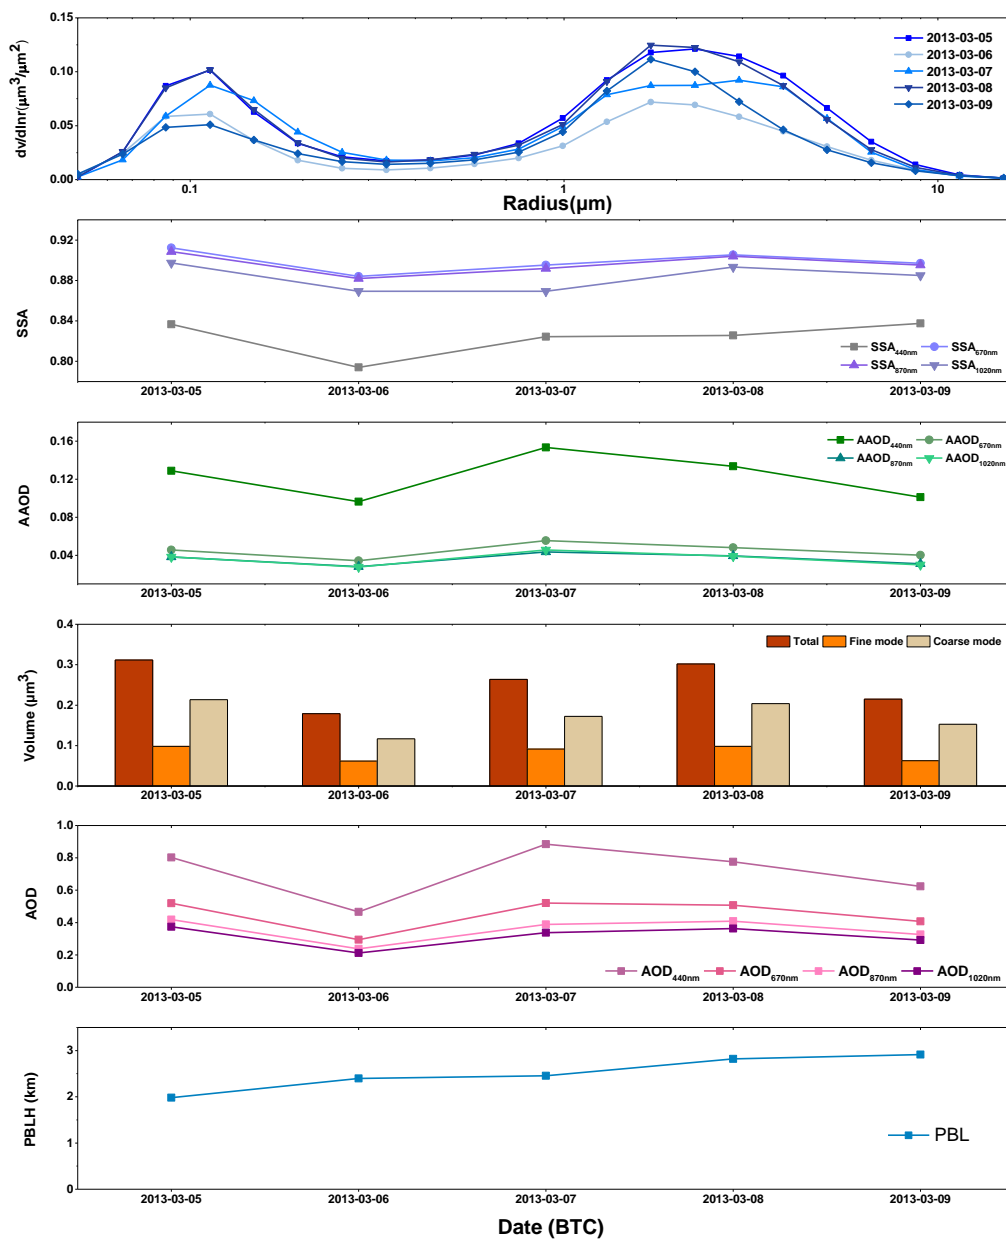 dv/dlnr(μm³/μm²)
0.15
0.10
0.05
0.00
2013-03-05
2013-03-06
2013-03-07
2013-03-08
2013-03-09
0.1 1 10
Radius(μm)
SSA
0.92
0.88
0.84
0.80
SSA440nm SSA670nm
SSA870nm SSA1020nm
2013-03-05 2013-03-06 2013-03-07 2013-03-08 2013-03-09
AAOD
0.16
0.12
0.08
0.04
AAOD440nm AAOD670nm
AAOD870nm AAOD1020nm
2013-03-05 2013-03-06 2013-03-07 2013-03-08 2013-03-09
Volume (μm³)
0.4
0.3
0.2
0.1
0.0
Total Fine mode Coarse mode
2013-03-05 2013-03-06 2013-03-07 2013-03-08 2013-03-09
AOD
1.0
0.8
0.6
0.4
0.2
0.0
AOD440nm AOD670nm AOD870nm AOD1020nm
2013-03-05 2013-03-06 2013-03-07 2013-03-08 2013-03-09
PBLH (km)
3
2
1
0
PBL
2013-03-05 2013-03-06 2013-03-07 2013-03-08 2013-03-09
Date (BTC)